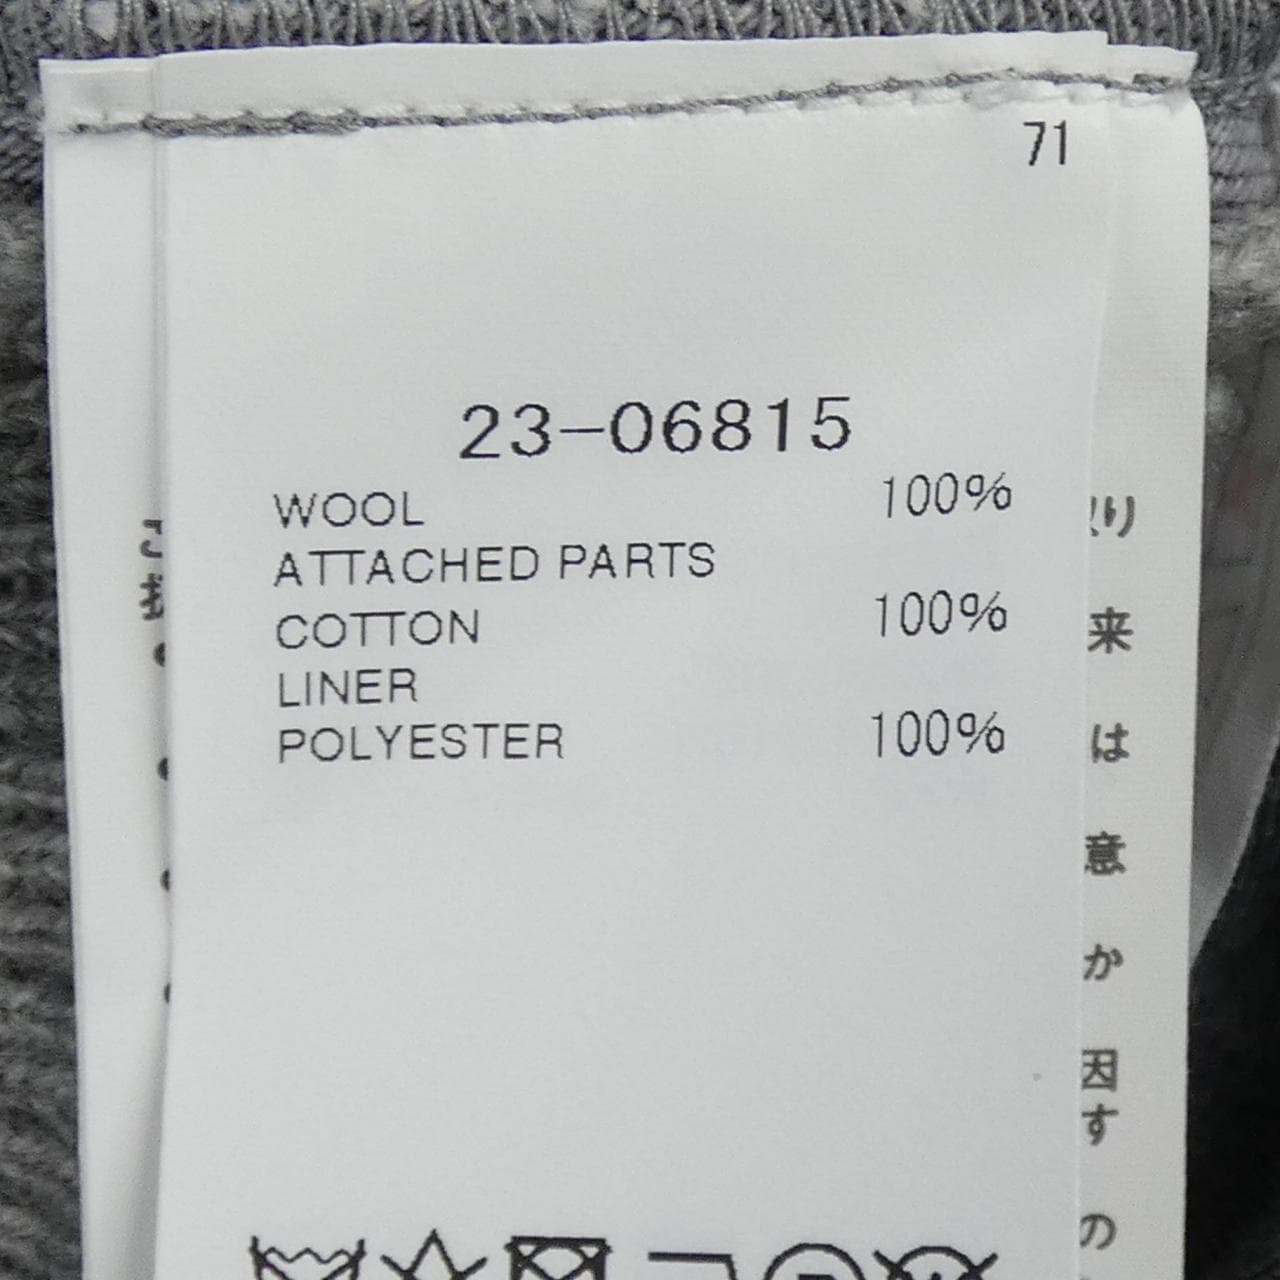 71
23-06815
WOOL 100%
ATTACHED PARTS
COTTON 100%
LINER
POLYESTER 100%
り
来
は
意
か
因
す
の